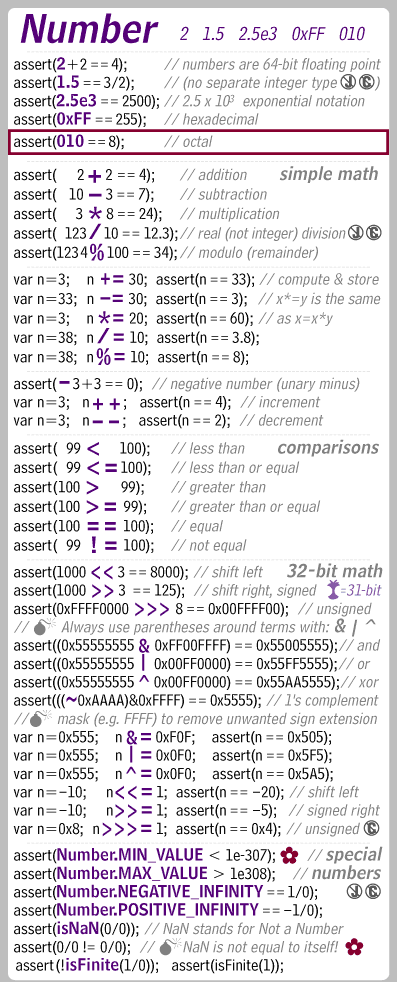 Number 2 1.5 2.5e3 0xFF 010
assert(2+2==4); // numbers are 64-bit floating point
assert(1.5==3/2); // (no separate integer type )
assert(2.5e3==2500); // 2.5 x 10³ exponential notation
assert(0xFF==255); // hexadecimal
assert(010==8); // octal
assert( 2 + 2==4); // addition simple math
assert( 10 - 3==7); // subtraction
assert( 3 * 8==24); // multiplication
assert( 123 / 10==12.3); // real (not integer) division
assert(1234 % 100==34); // modulo (remainder)
var n=3; n += 30; assert(n==33); // compute & store
var n=33; n -= 30; assert(n==3); // x*=y is the same
var n=3; n *= 20; assert(n==60); // as x=x*y
var n=38; n /= 10; assert(n==3.8);
var n=38; n %= 10; assert(n==8);
assert(-3+3==0); // negative number (unary minus)
var n=3; n++; assert(n==4); // increment
var n=3; n--; assert(n==2); // decrement
assert( 99 < 100); // less than comparisons
assert( 99 <=100); // less than or equal
assert(100 > 99); // greater than
assert(100 >= 99); // greater than or equal
assert(100 == 100); // equal
assert( 99 != 100); // not equal
assert(1000 << 3==8000); // shift left 32-bit math
assert(1000 >> 3 ==125); // shift right, signed =31-bit
assert(0xFFFF0000 >>> 8==0x00FFFF00); // unsigned
// Always use parentheses around terms with: & | ^
assert((0x55555555 & 0xFF00FFFF)==0x55005555); // and
assert((0x55555555 | 0x00FF0000)==0x55FF5555); // or
assert((0x55555555 ^ 0x00FF0000)==0x55AA5555); // xor
assert(((~0xAAAA)&0xFFFF)==0x5555); // 1's complement
// mask (e.g. FFFF) to remove unwanted sign extension
var n=0x555; n &= 0xF0F; assert(n==0x505);
var n=0x555; n |= 0x0F0; assert(n==0x5F5);
var n=0x555; n ^= 0x0F0; assert(n==0x5A5);
var n=-10; n<<= 1; assert(n==-20); // shift left
var n=-10; n>>= 1; assert(n==-5); // signed right
var n=0x8; n>>>= 1; assert(n==0x4); // unsigned
assert(Number.MIN_VALUE < 1e-307); // special
assert(Number.MAX_VALUE > 1e308); // numbers
assert(Number.NEGATIVE_INFINITY==1/0);
assert(Number.POSITIVE_INFINITY==-1/0);
assert(isNaN(0/0)); // NaN stands for Not a Number
assert(0/0 != 0/0); // NaN is not equal to itself!
assert(!isFinite(1/0)); assert(isFinite(1));